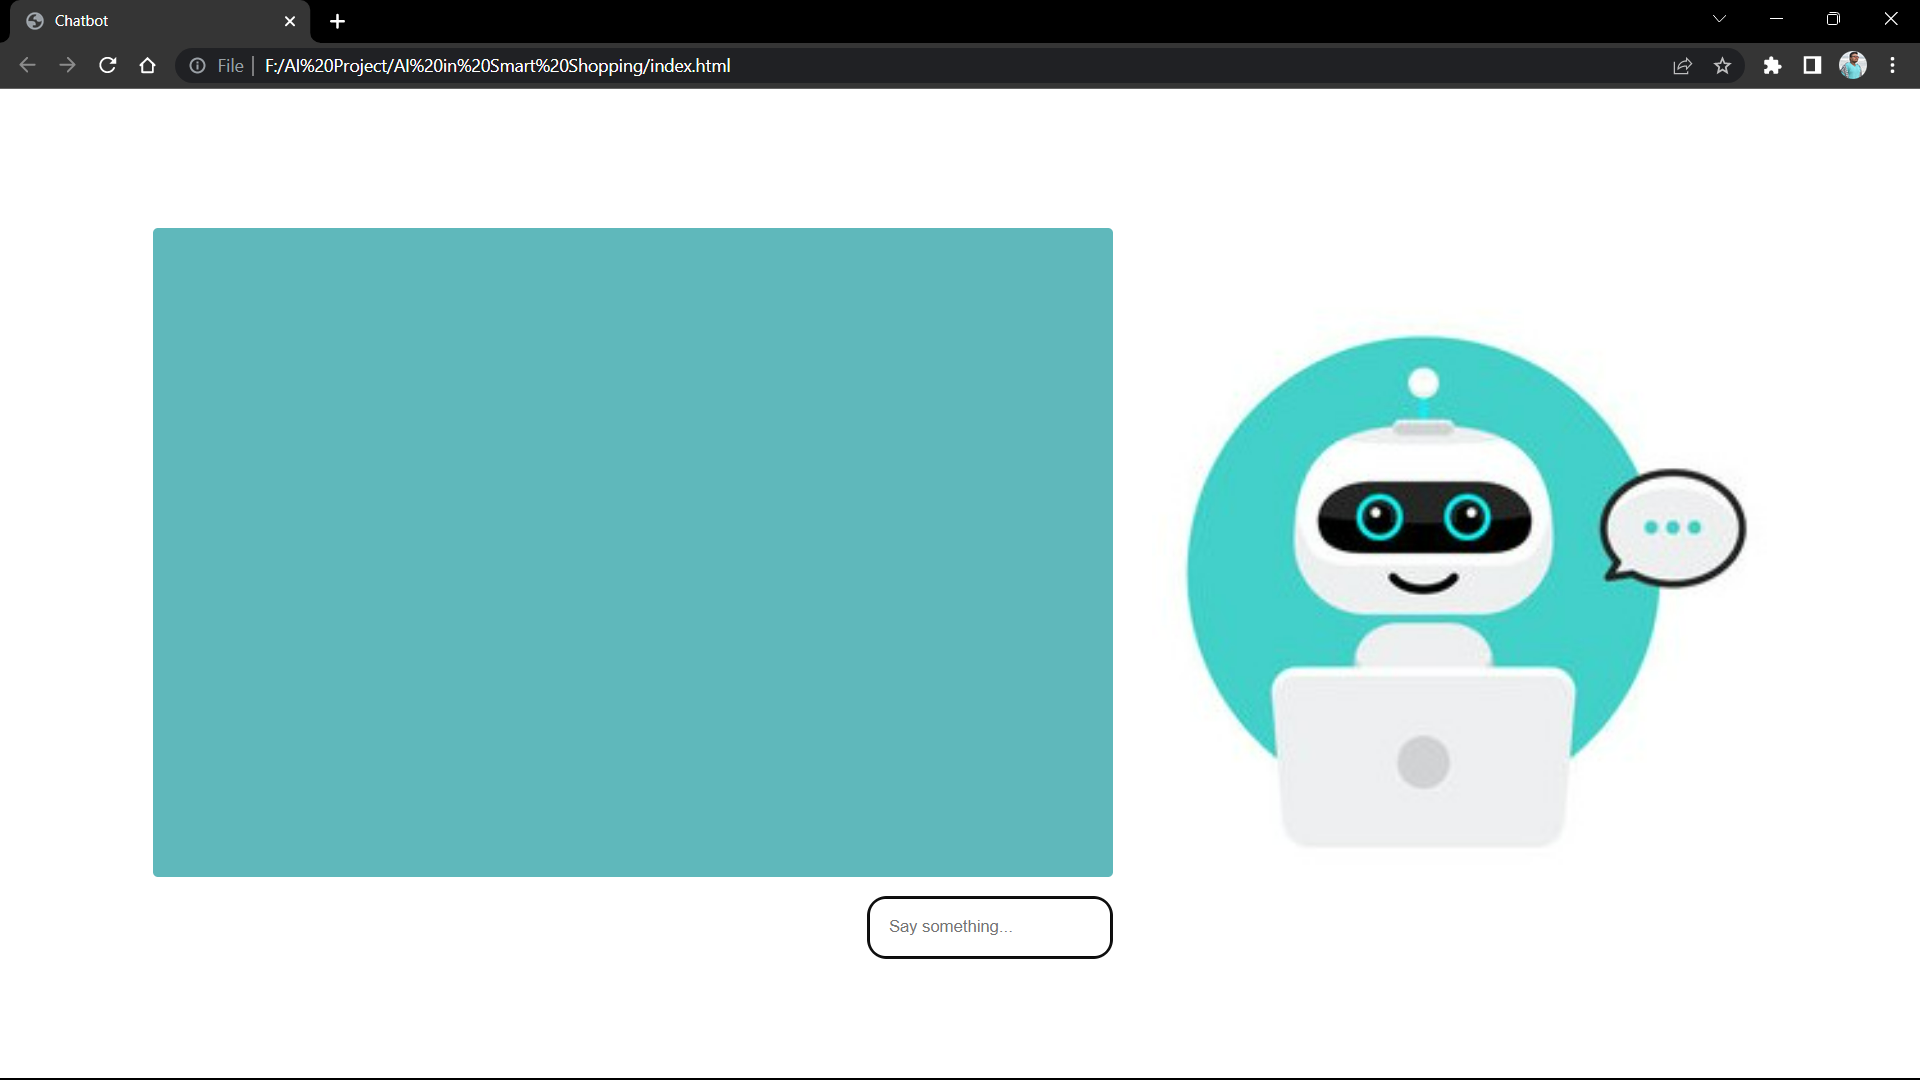 Chatbot
File | F:/AI%20Project/AI%20in%20Smart%20Shopping/index.html
Say something...